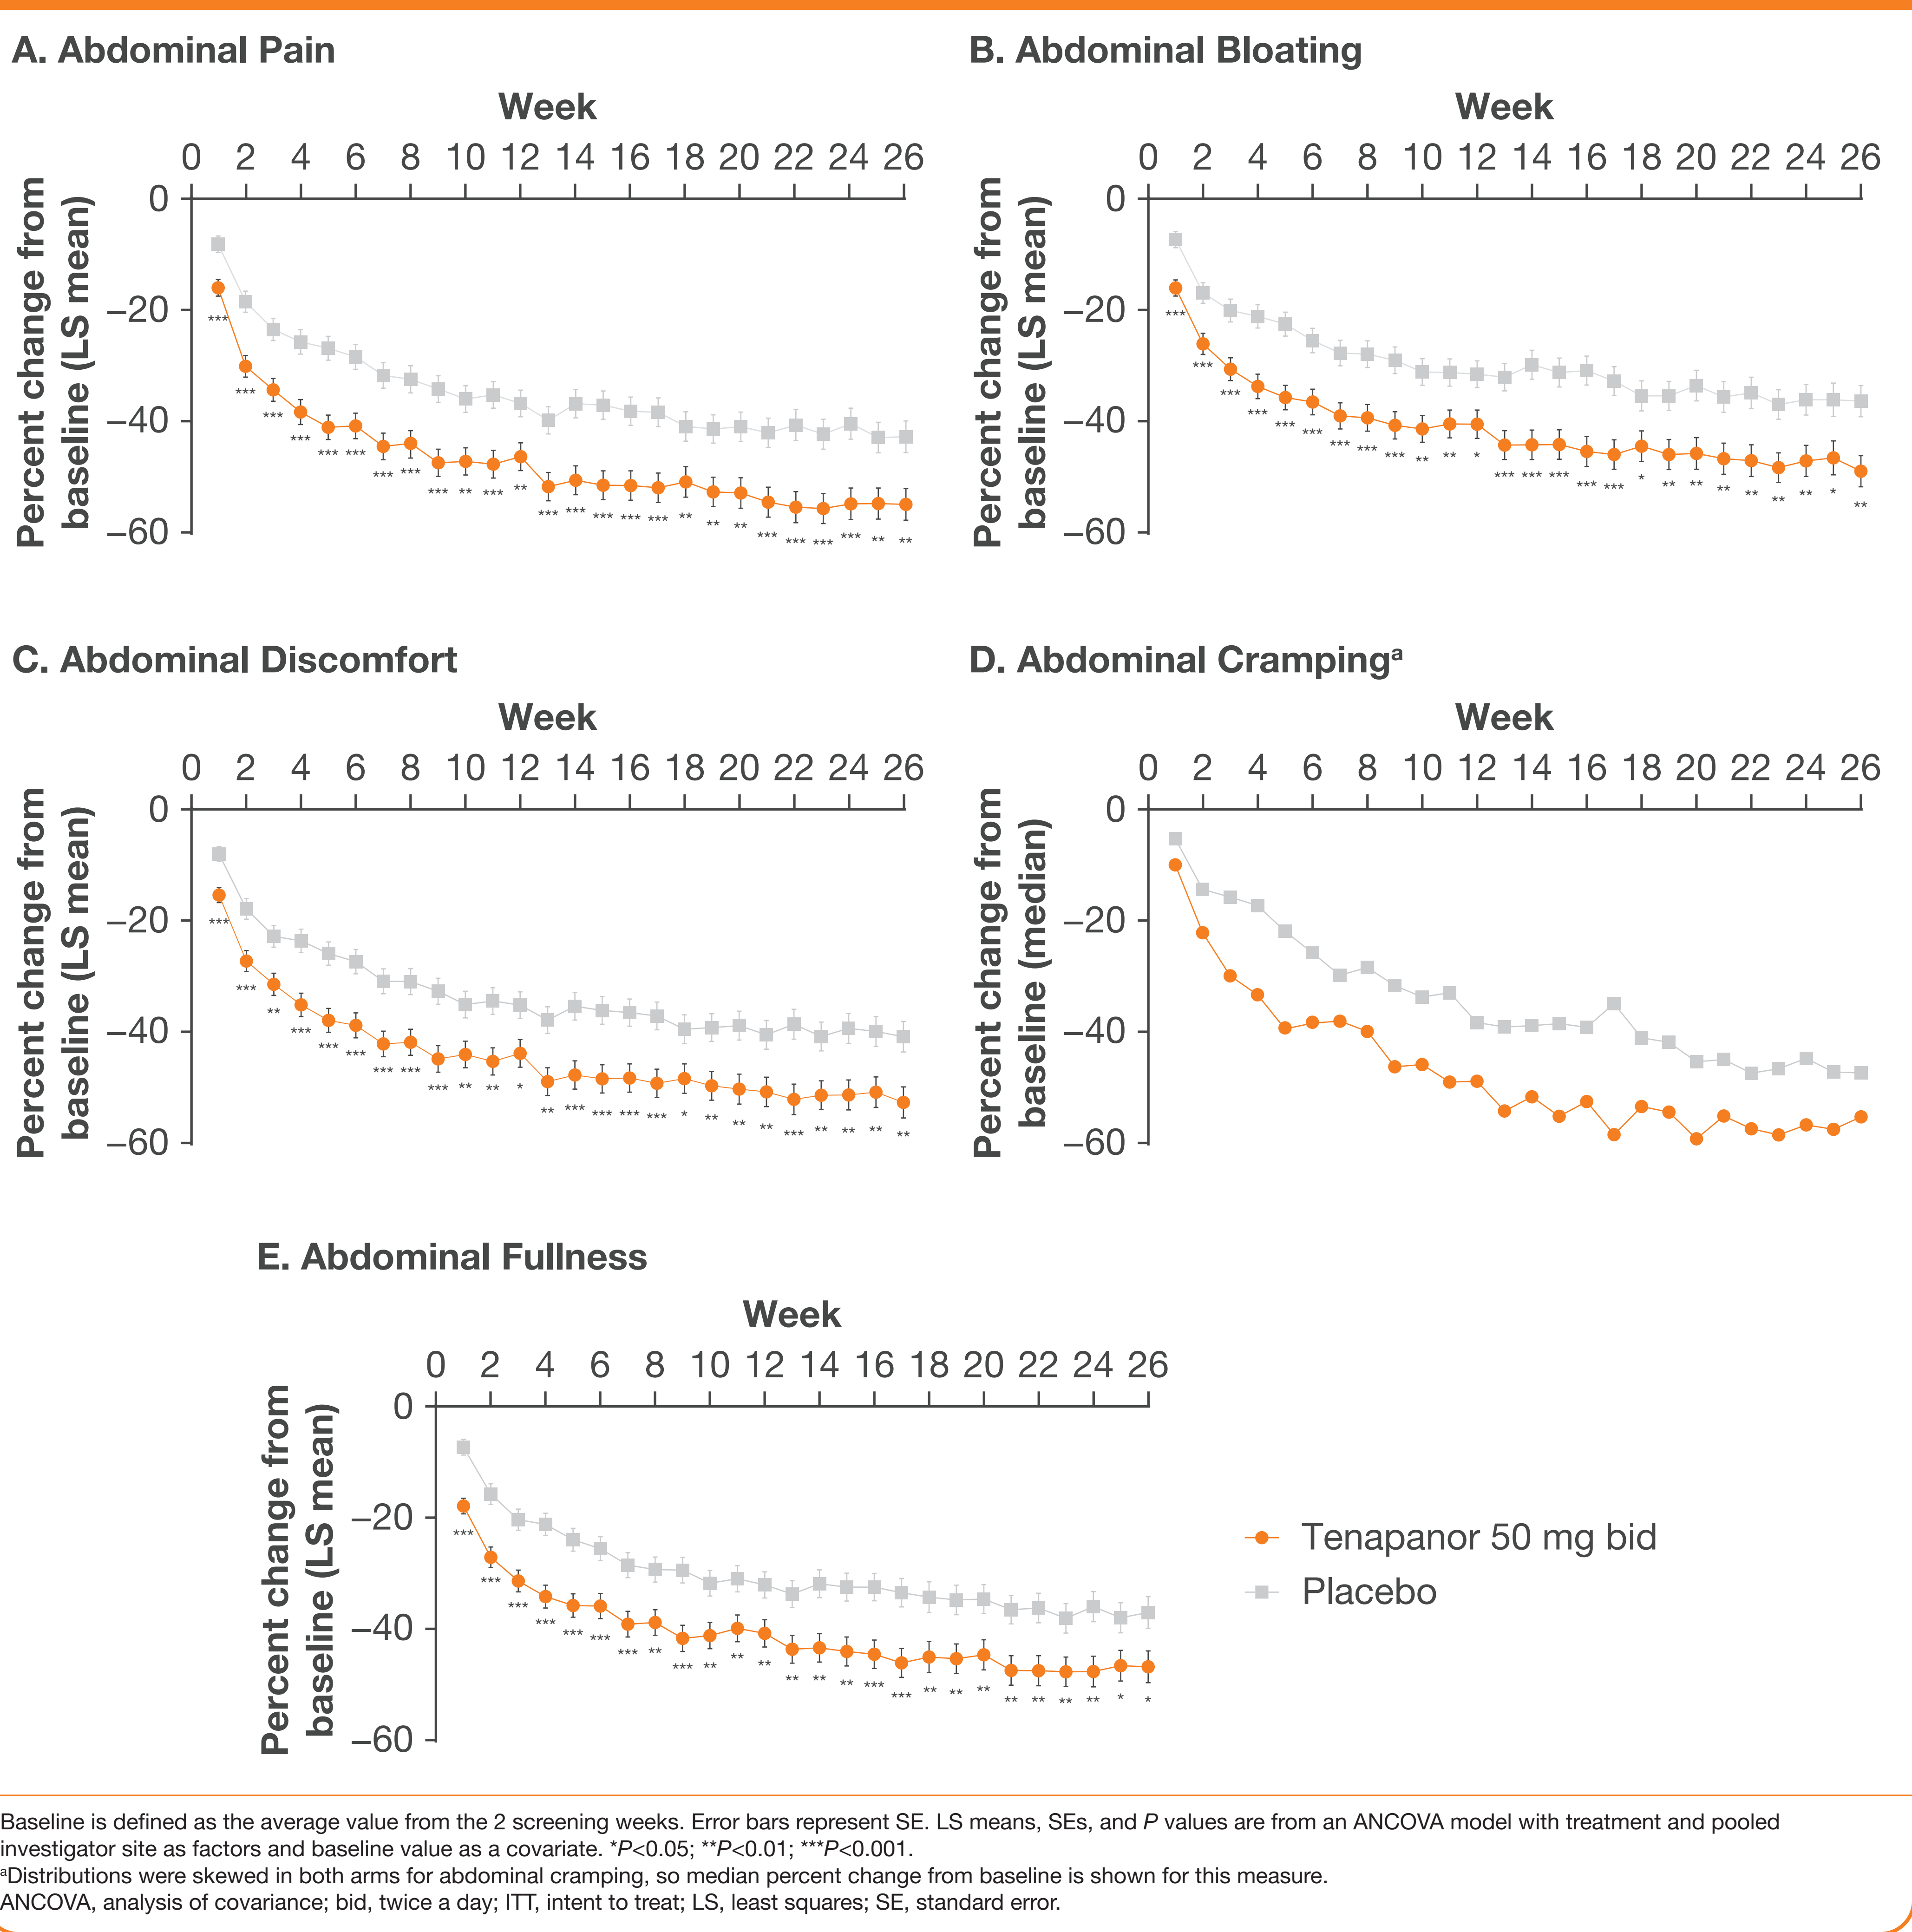 A. Abdominal Pain
Week
0 2 4 6 8 10 12 14 16 18 20 22 24 26
Percent change from
baseline (LS mean)
0
–20
–40
–60
*** *** *** *** *** *** *** *** *** ** *** ** *** *** *** *** *** ** ** ** *** *** *** *** ** **
B. Abdominal Bloating
Week
0 2 4 6 8 10 12 14 16 18 20 22 24 26
Percent change from
baseline (LS mean)
0
–20
–40
–60
*** *** *** *** *** *** *** *** *** ** ** * *** *** *** *** *** * ** ** ** ** ** ** * **
C. Abdominal Discomfort
Week
0 2 4 6 8 10 12 14 16 18 20 22 24 26
Percent change from
baseline (LS mean)
0
–20
–40
–60
*** *** ** *** *** *** *** *** *** ** ** * ** *** *** *** *** * ** ** ** *** ** ** ** **
D. Abdominal Crampingᵃ
Week
0 2 4 6 8 10 12 14 16 18 20 22 24 26
Percent change from
baseline (median)
0
–20
–40
–60
E. Abdominal Fullness
Week
0 2 4 6 8 10 12 14 16 18 20 22 24 26
Percent change from
baseline (LS mean)
0
–20
–40
–60
*** *** *** *** *** *** *** ** *** ** ** ** ** ** ** *** *** ** ** ** ** ** ** ** * *
Tenapanor 50 mg bid
Placebo
Baseline is defined as the average value from the 2 screening weeks. Error bars represent SE. LS means, SEs, and P values are from an ANCOVA model with treatment and pooled
investigator site as factors and baseline value as a covariate. *P<0.05; **P<0.01; ***P<0.001.
ᵃDistributions were skewed in both arms for abdominal cramping, so median percent change from baseline is shown for this measure.
ANCOVA, analysis of covariance; bid, twice a day; ITT, intent to treat; LS, least squares; SE, standard error.